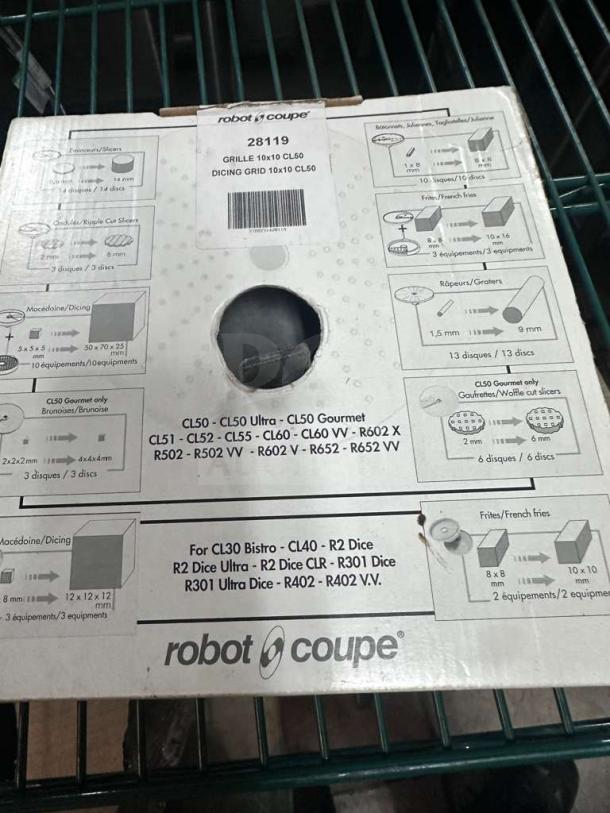 robot coupe®
28119
GRILLE 10x10 CL50
DICING GRID 10x10 CL50
Eminceurs/Slicers
14 mm
14 disques / 14 discs
Ondulés/Ripple Cut Slicers
2 mm
8 mm
3 disques / 3 discs
Macédoine/Dicing
+
5 x 5 x 5
mm
50 x 70 x 25
mm
10 équipements/10 equipments
CL50 Gourmet only
Brunoises/Brunoise
2x2x2mm
4x4x4mm
3 disques / 3 discs
Bâtonnets, Juliennes, Tagliatelles/Julienne
1 x 8
mm
8 x 8
mm
10 disques/10 discs
Frites/French fries
+
8 x 8
mm
10 x 16
mm
3 équipements/3 equipments
Râpeurs/Graters
1,5 mm
9 mm
13 disques / 13 discs
CL50 Gourmet only
Gaufrettes/Waffle cut slicers
2 mm
6 mm
6 disques / 6 discs
CL50 - CL50 Ultra - CL50 Gourmet
CL51 - CL52 - CL55 - CL60 - CL60 VV - R602 X
R502 - R502 VV - R602 V - R652 - R652 VV
Macédoine/Dicing
8 mm
12 x 12 x 12
mm
3 équipements/3 equipments
For CL30 Bistro - CL40 - R2 Dice
R2 Dice Ultra - R2 Dice CLR - R301 Dice
R301 Ultra Dice - R402 - R402 V.V.
Frites/French fries
8 x 8
mm
10 x 10
mm
2 équipements/2 equipmen
robot coupe®